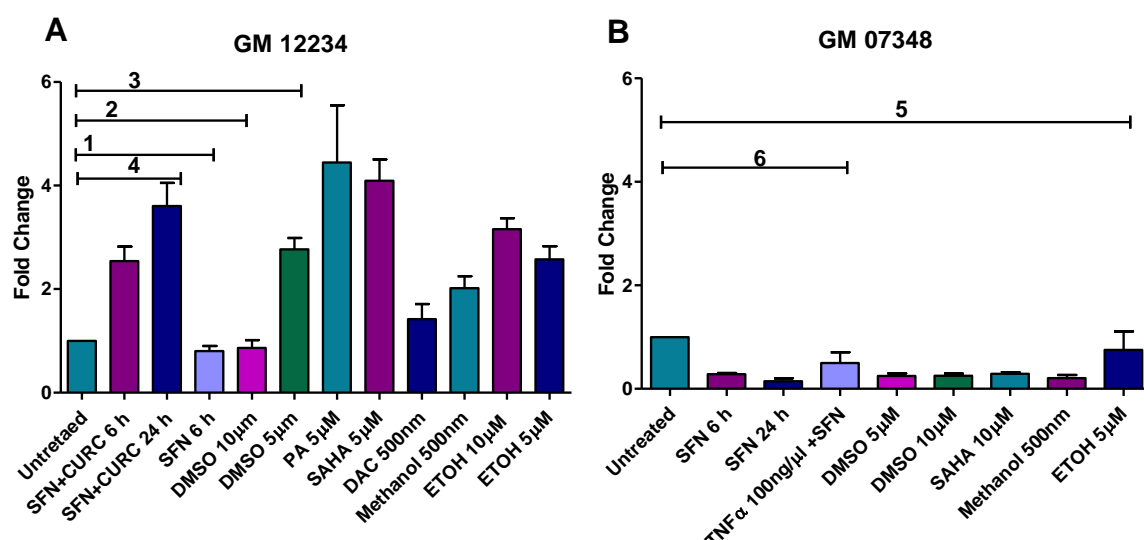 A
GM 12234
Fold Change
6
4
2
0
3
2
1
4
Untretaed
SFN+CURC 6 h
SFN+CURC 24 h
SFN 6 h
DMSO 10µm
DMSO 5µm
PA 5µM
SAHA 5µM
DAC 500nm
Methanol 500nm
ETOH 10µM
ETOH 5µM
B
GM 07348
Fold Change
6
4
2
0
5
6
Untreated
SFN 6 h
SFN 24 h
TNFα 100ng/µl +SFN
DMSO 5µM
DMSO 10µM
SAHA 10µM
Methanol 500nm
ETOH 5µM